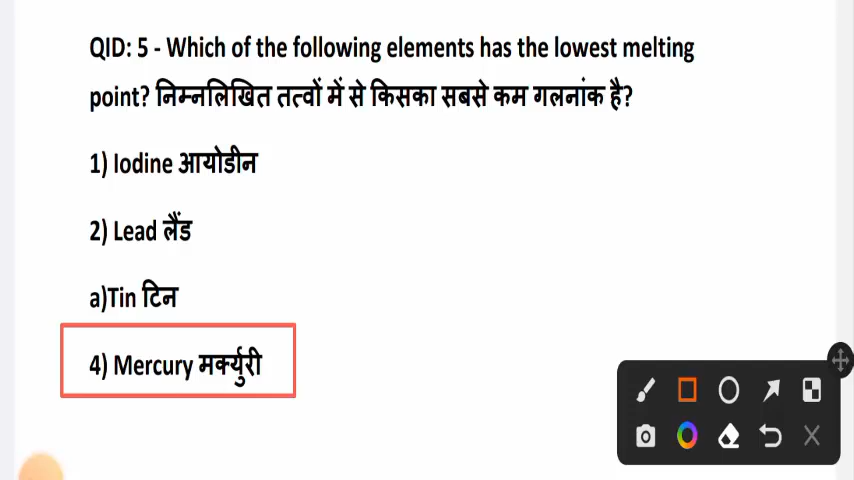 QID: 5 - Which of the following elements has the lowest melting
point? निम्नलिखित तत्वों में से किसका सबसे कम गलनांक है?
1) Iodine आयोडीन
2) Lead लैंड
a)Tin टिन
4) Mercury मर्क्युरी